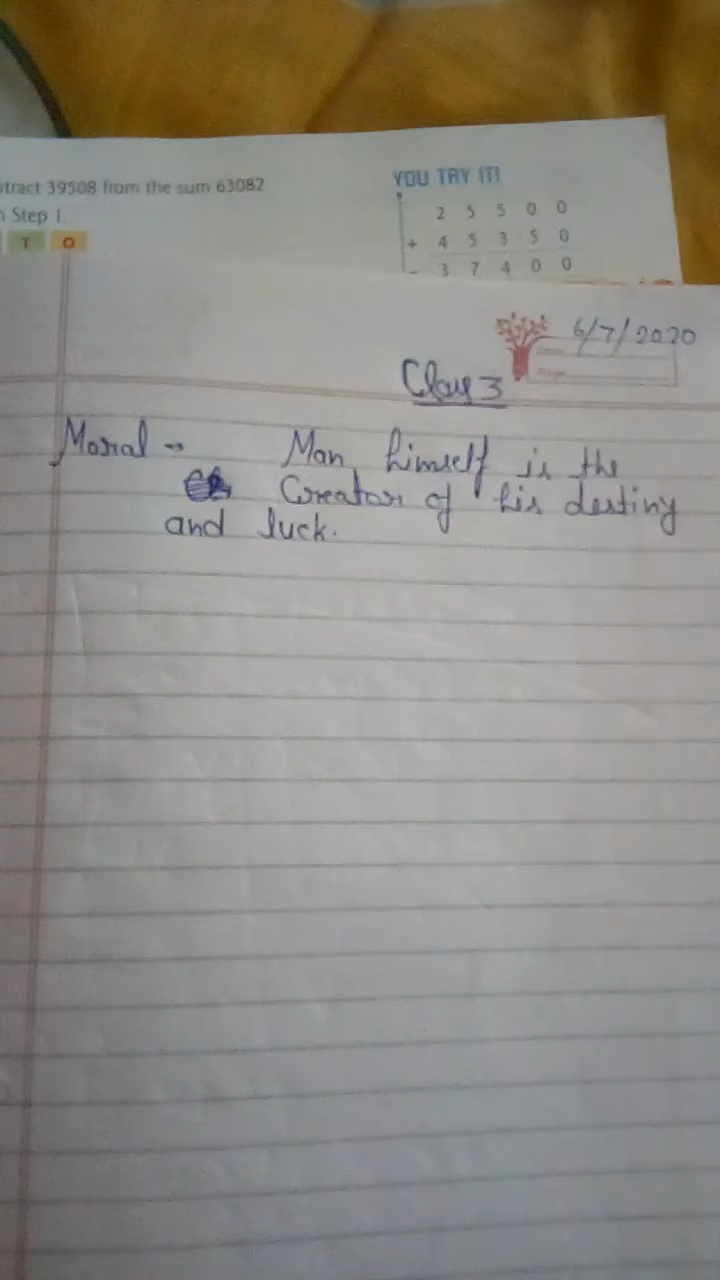 tract 39508 from the sum 63082
Step 1.
T O
YOU TRY IT!
2 5 5 0 0
+ 4 5 3 5 0
- 3 7 4 0 0
6/7/2020
Clay 3
Moral → Man himself is the
Creator of his destiny
and luck.